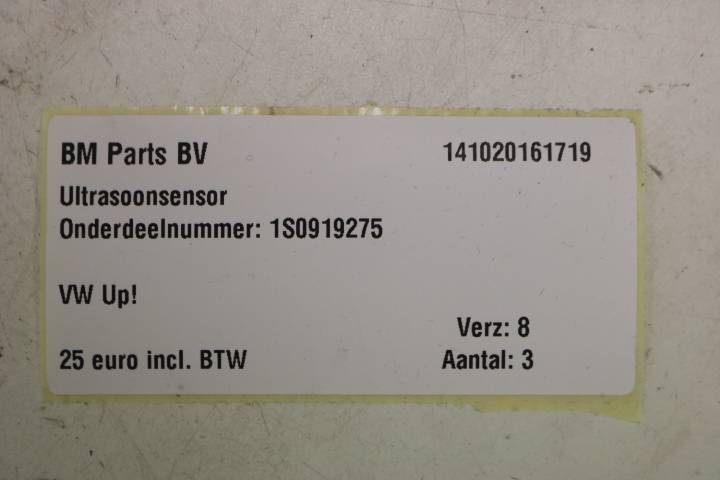 BM Parts BV 141020161719
Ultrasoonsensor
Onderdeelnummer: 1S0919275
VW Up!
Verz: 8
25 euro incl. BTW Aantal: 3